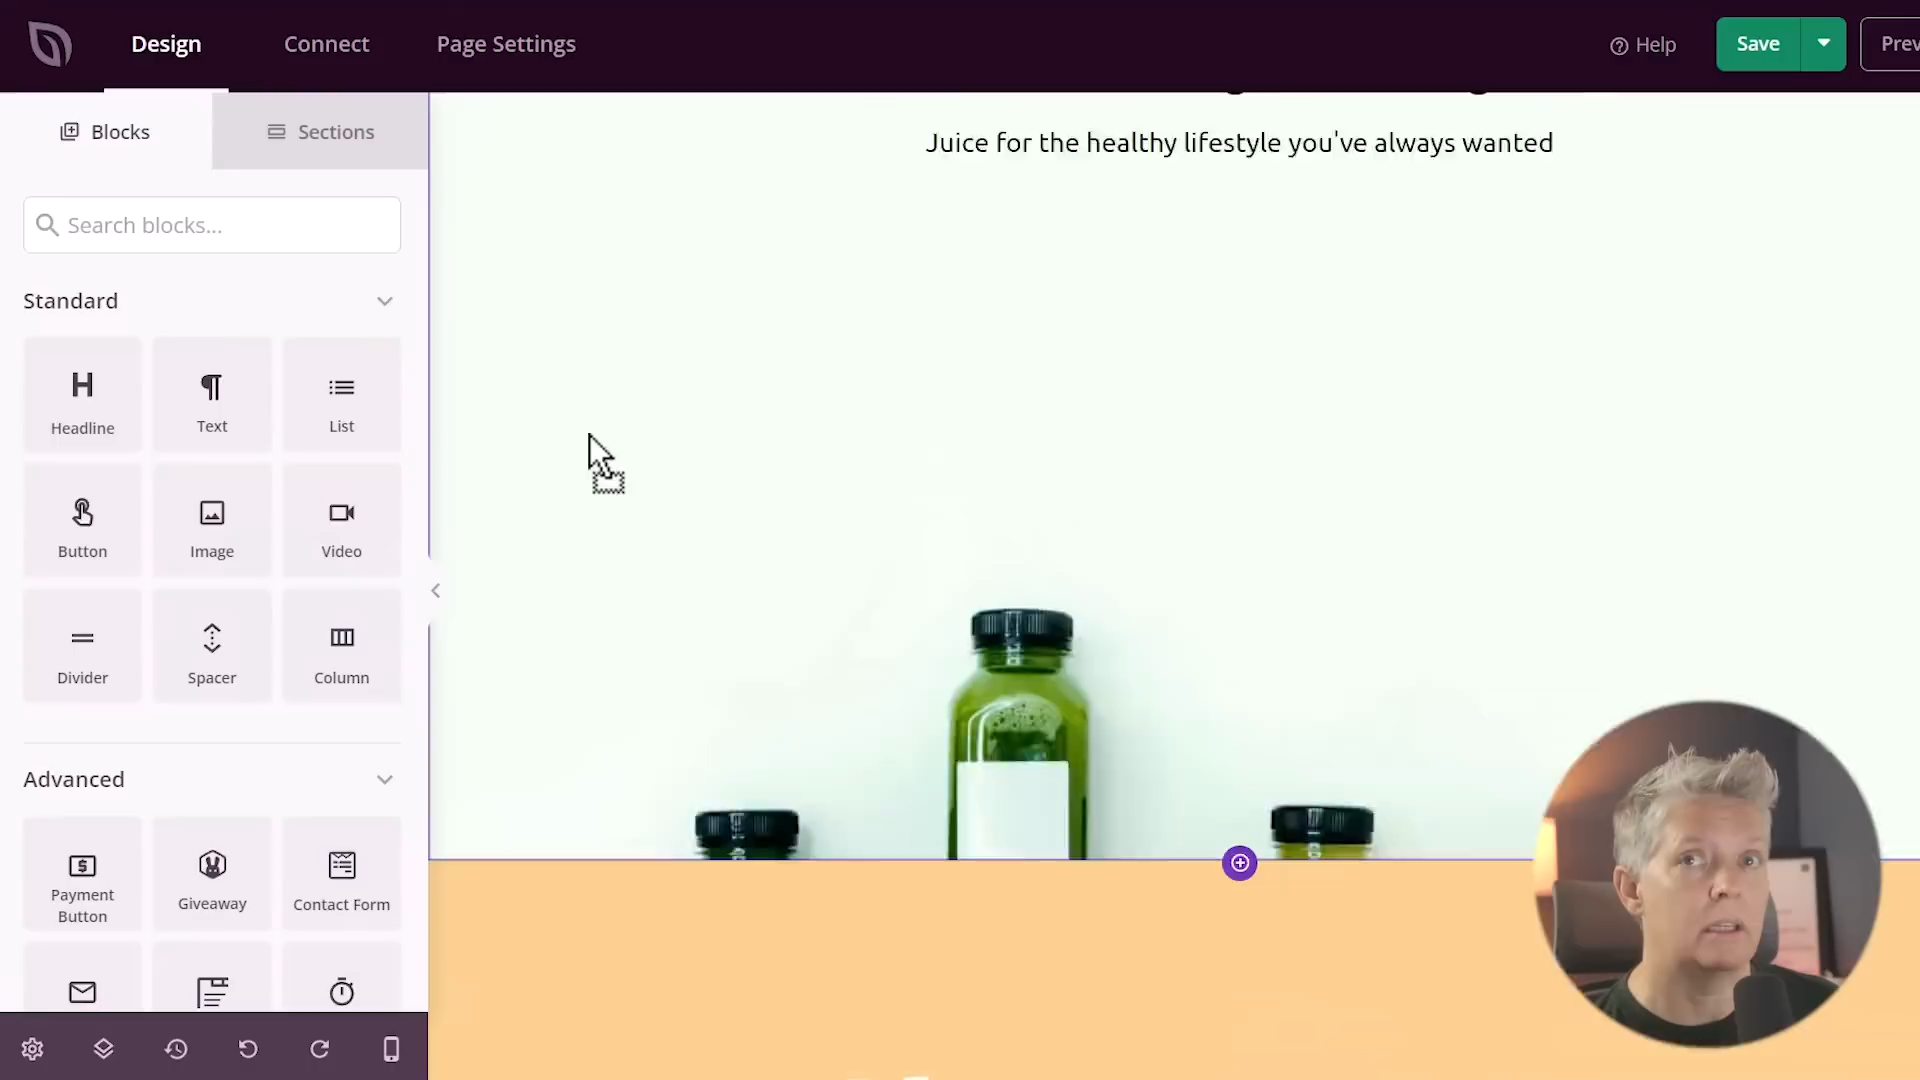 Design
Connect
Page Settings
Help
Save
Blocks
Sections
Search blocks...
Juice for the healthy lifestyle you've always wanted
Standard
Headline
Text
List
Button
Image
Video
Divider
Spacer
Column
Advanced
Payment
Button
Giveaway
Contact Form